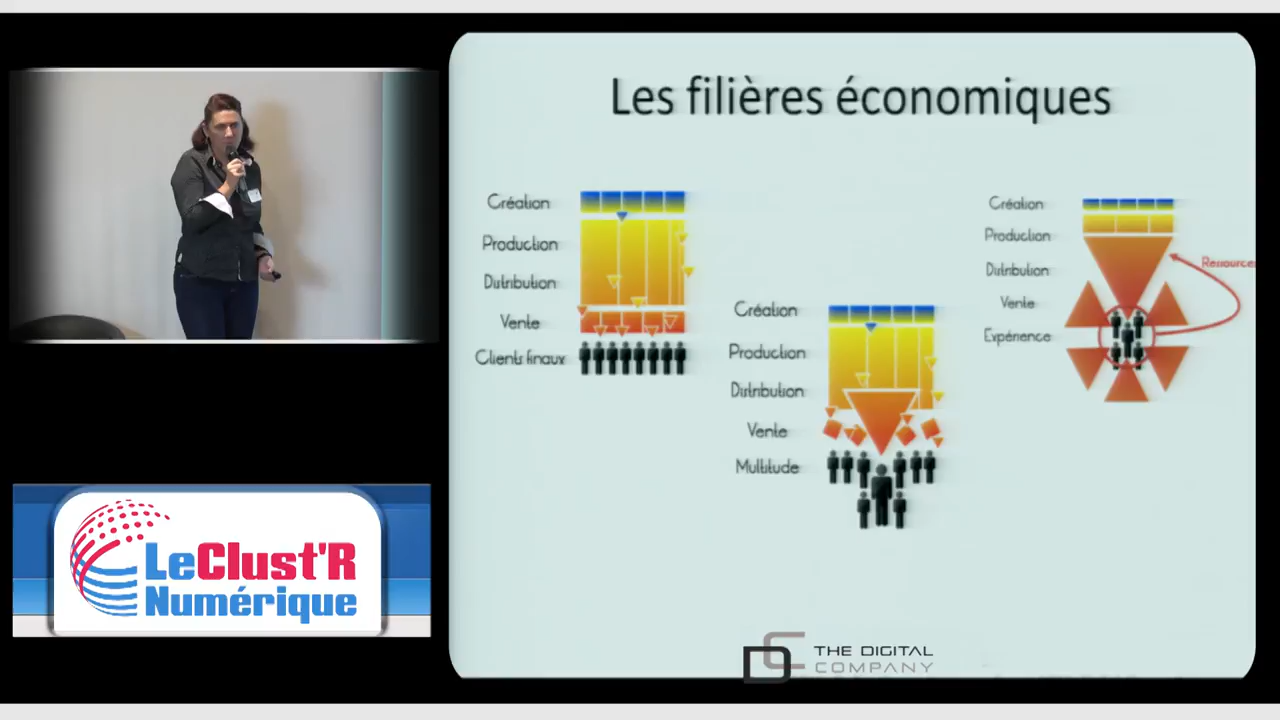 Les filières économiques
Création
Production
Distribution
Vente
Clients finaux
Création
Production
Distribution
Vente
Multitude
Création
Production
Distribution
Vente
Expérience
Ressources
LeClust'R
Numérique
DC THE DIGITAL
COMPANY